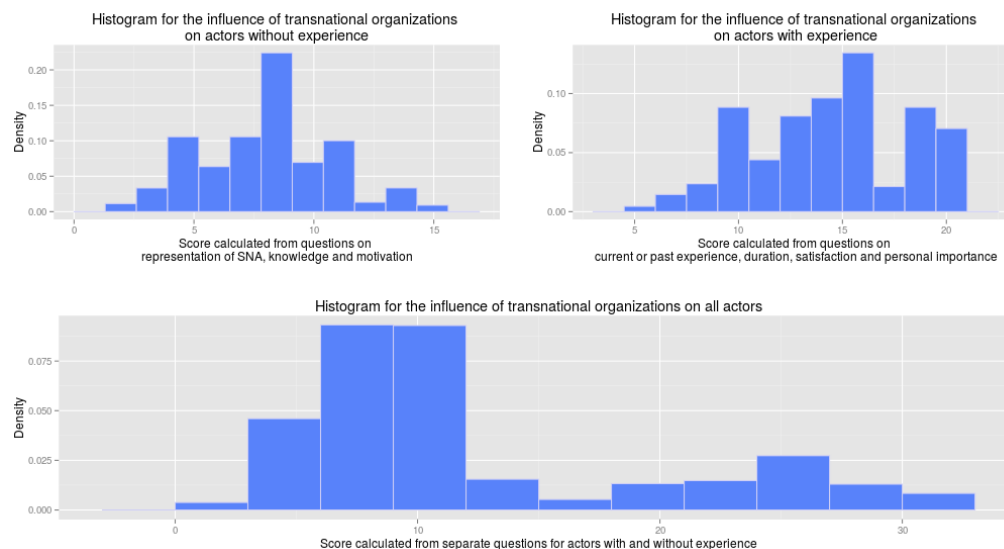 Histogram for the influence of transnational organizations
on actors without experience
Density
0.20
0.15
0.10
0.05
0.00
0
5
10
15
Score calculated from questions on
representation of SNA, knowledge and motivation
Histogram for the influence of transnational organizations
on actors with experience
Density
0.10
0.05
0.00
5
10
15
20
Score calculated from questions on
current or past experience, duration, satisfaction and personal importance
Histogram for the influence of transnational organizations on all actors
Density
0.075
0.050
0.025
0.000
0
10
20
30
Score calculated from separate questions for actors with and without experience